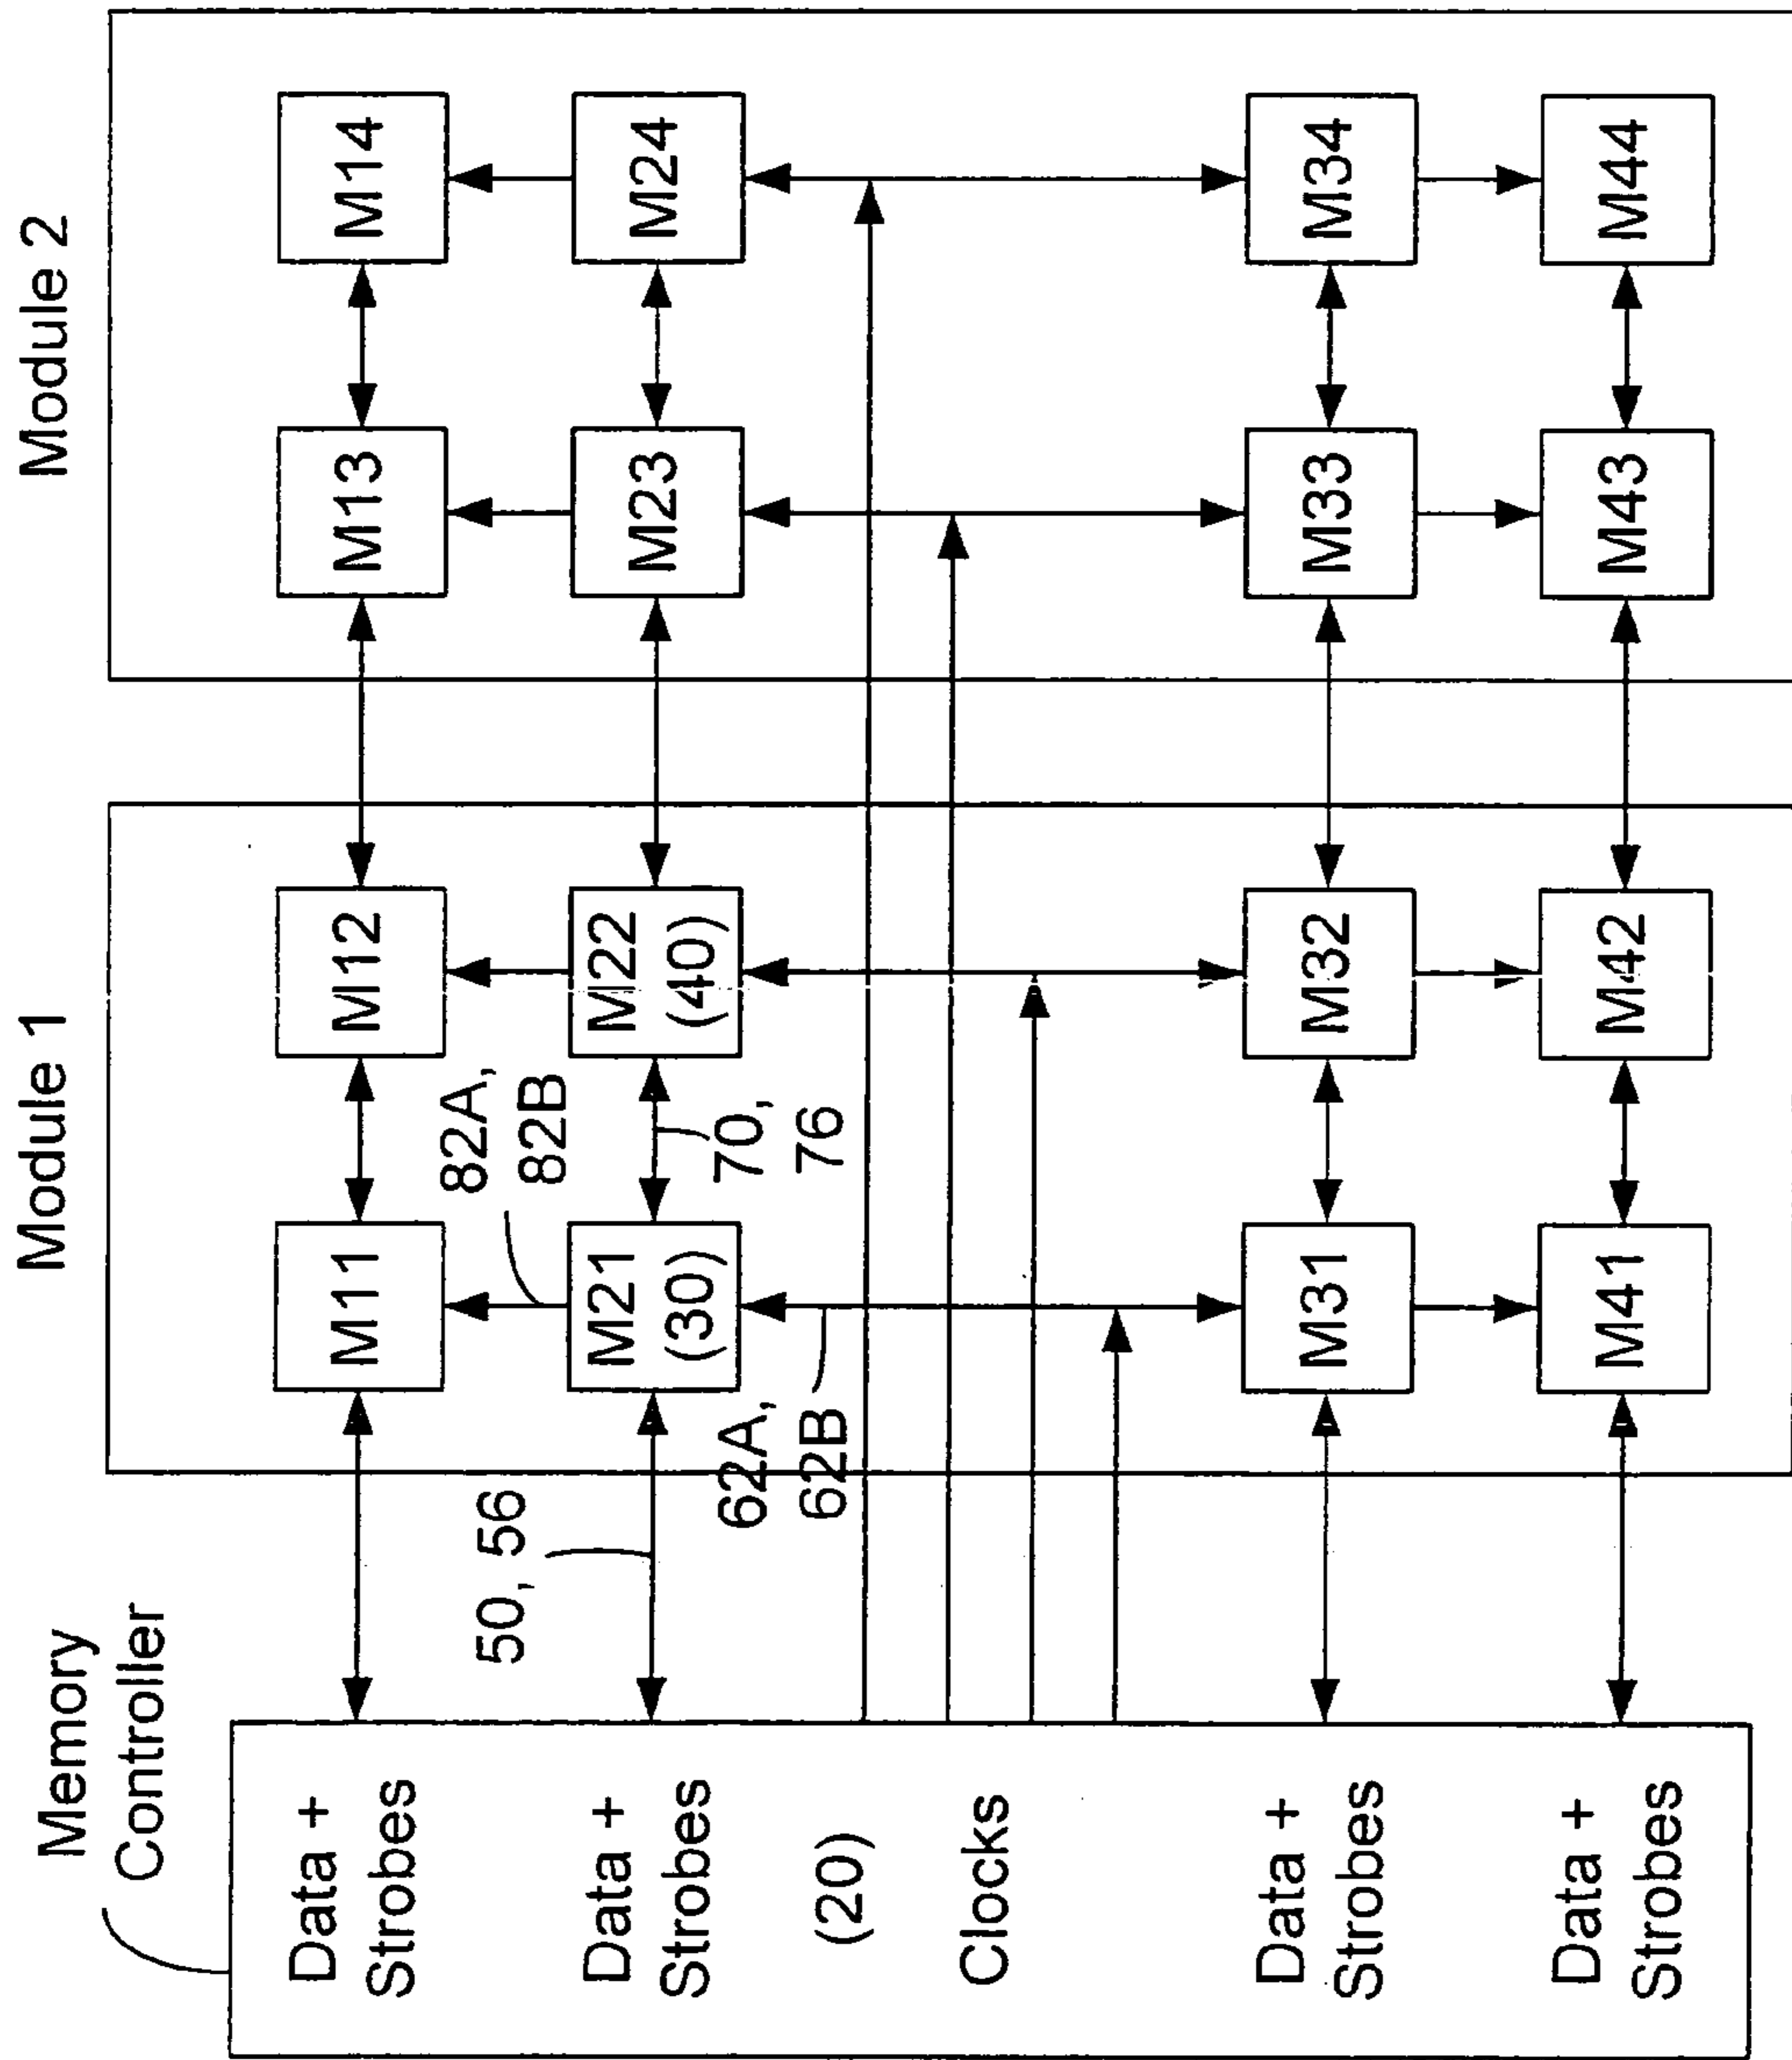 Module 1
Module 2
Memory
Controller
Data +
Strobes
Data +
Strobes
(20)
Clocks
Data +
Strobes
Data +
Strobes
50, 56
62A,
62B
82A,
82B
70,
76
M11
M12
M13
M14
M21
(30)
M22
(40)
M23
M24
M31
M32
M33
M34
M41
M42
M43
M44